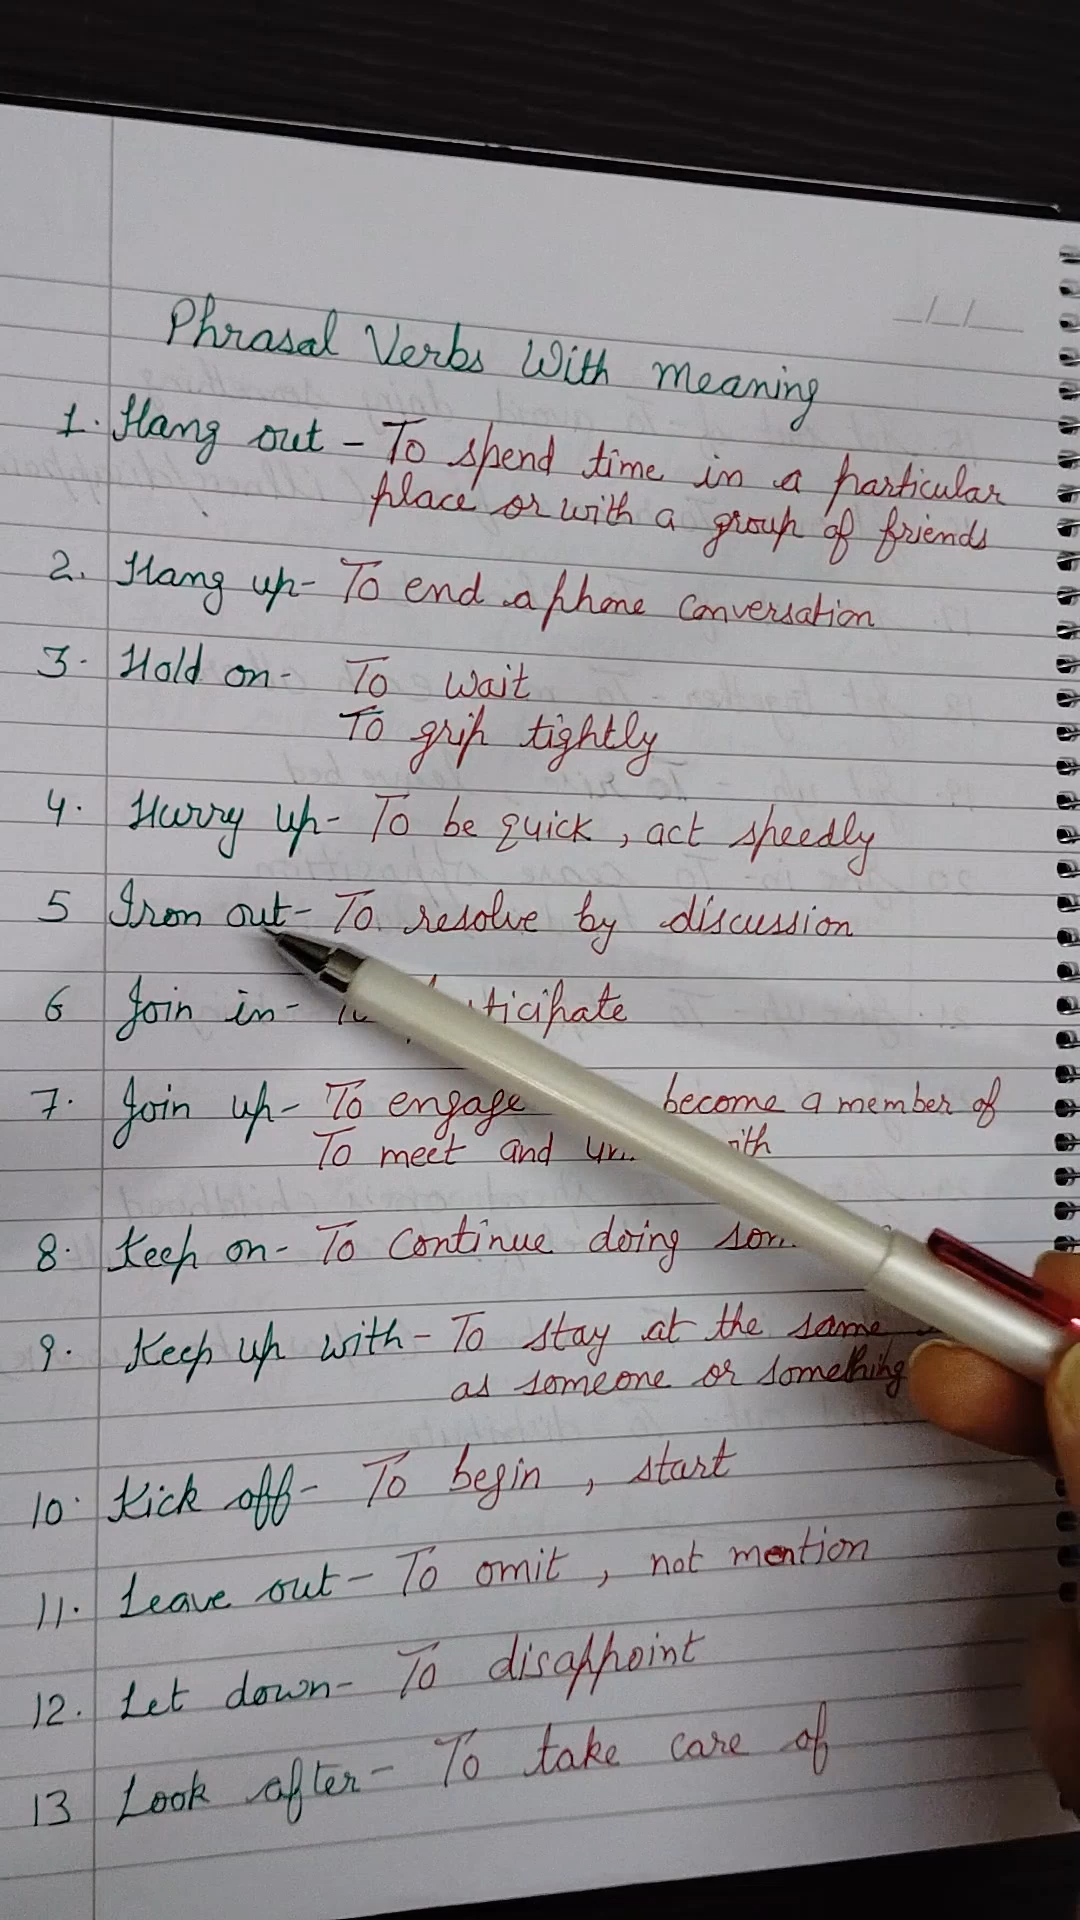 Phrasal Verbs With meaning
1. Hang out - To spend time in a particular
place or with a group of friends
2. Hang up - To end a phone conversation
3. Hold on - To wait
To grip tightly
4. Hurry up - To be quick, act speedly
5 Iron out - To resolve by discussion
6 Join in -
7. Join up - To engage become a member of
To meet and
8. Keep on - To continue doing
9. Keep up with - To stay at the same
as someone or something
10. Kick off - To begin, start
11. Leave out - To omit, not mention
12. Let down - To disappoint
13 Look after - To take care of